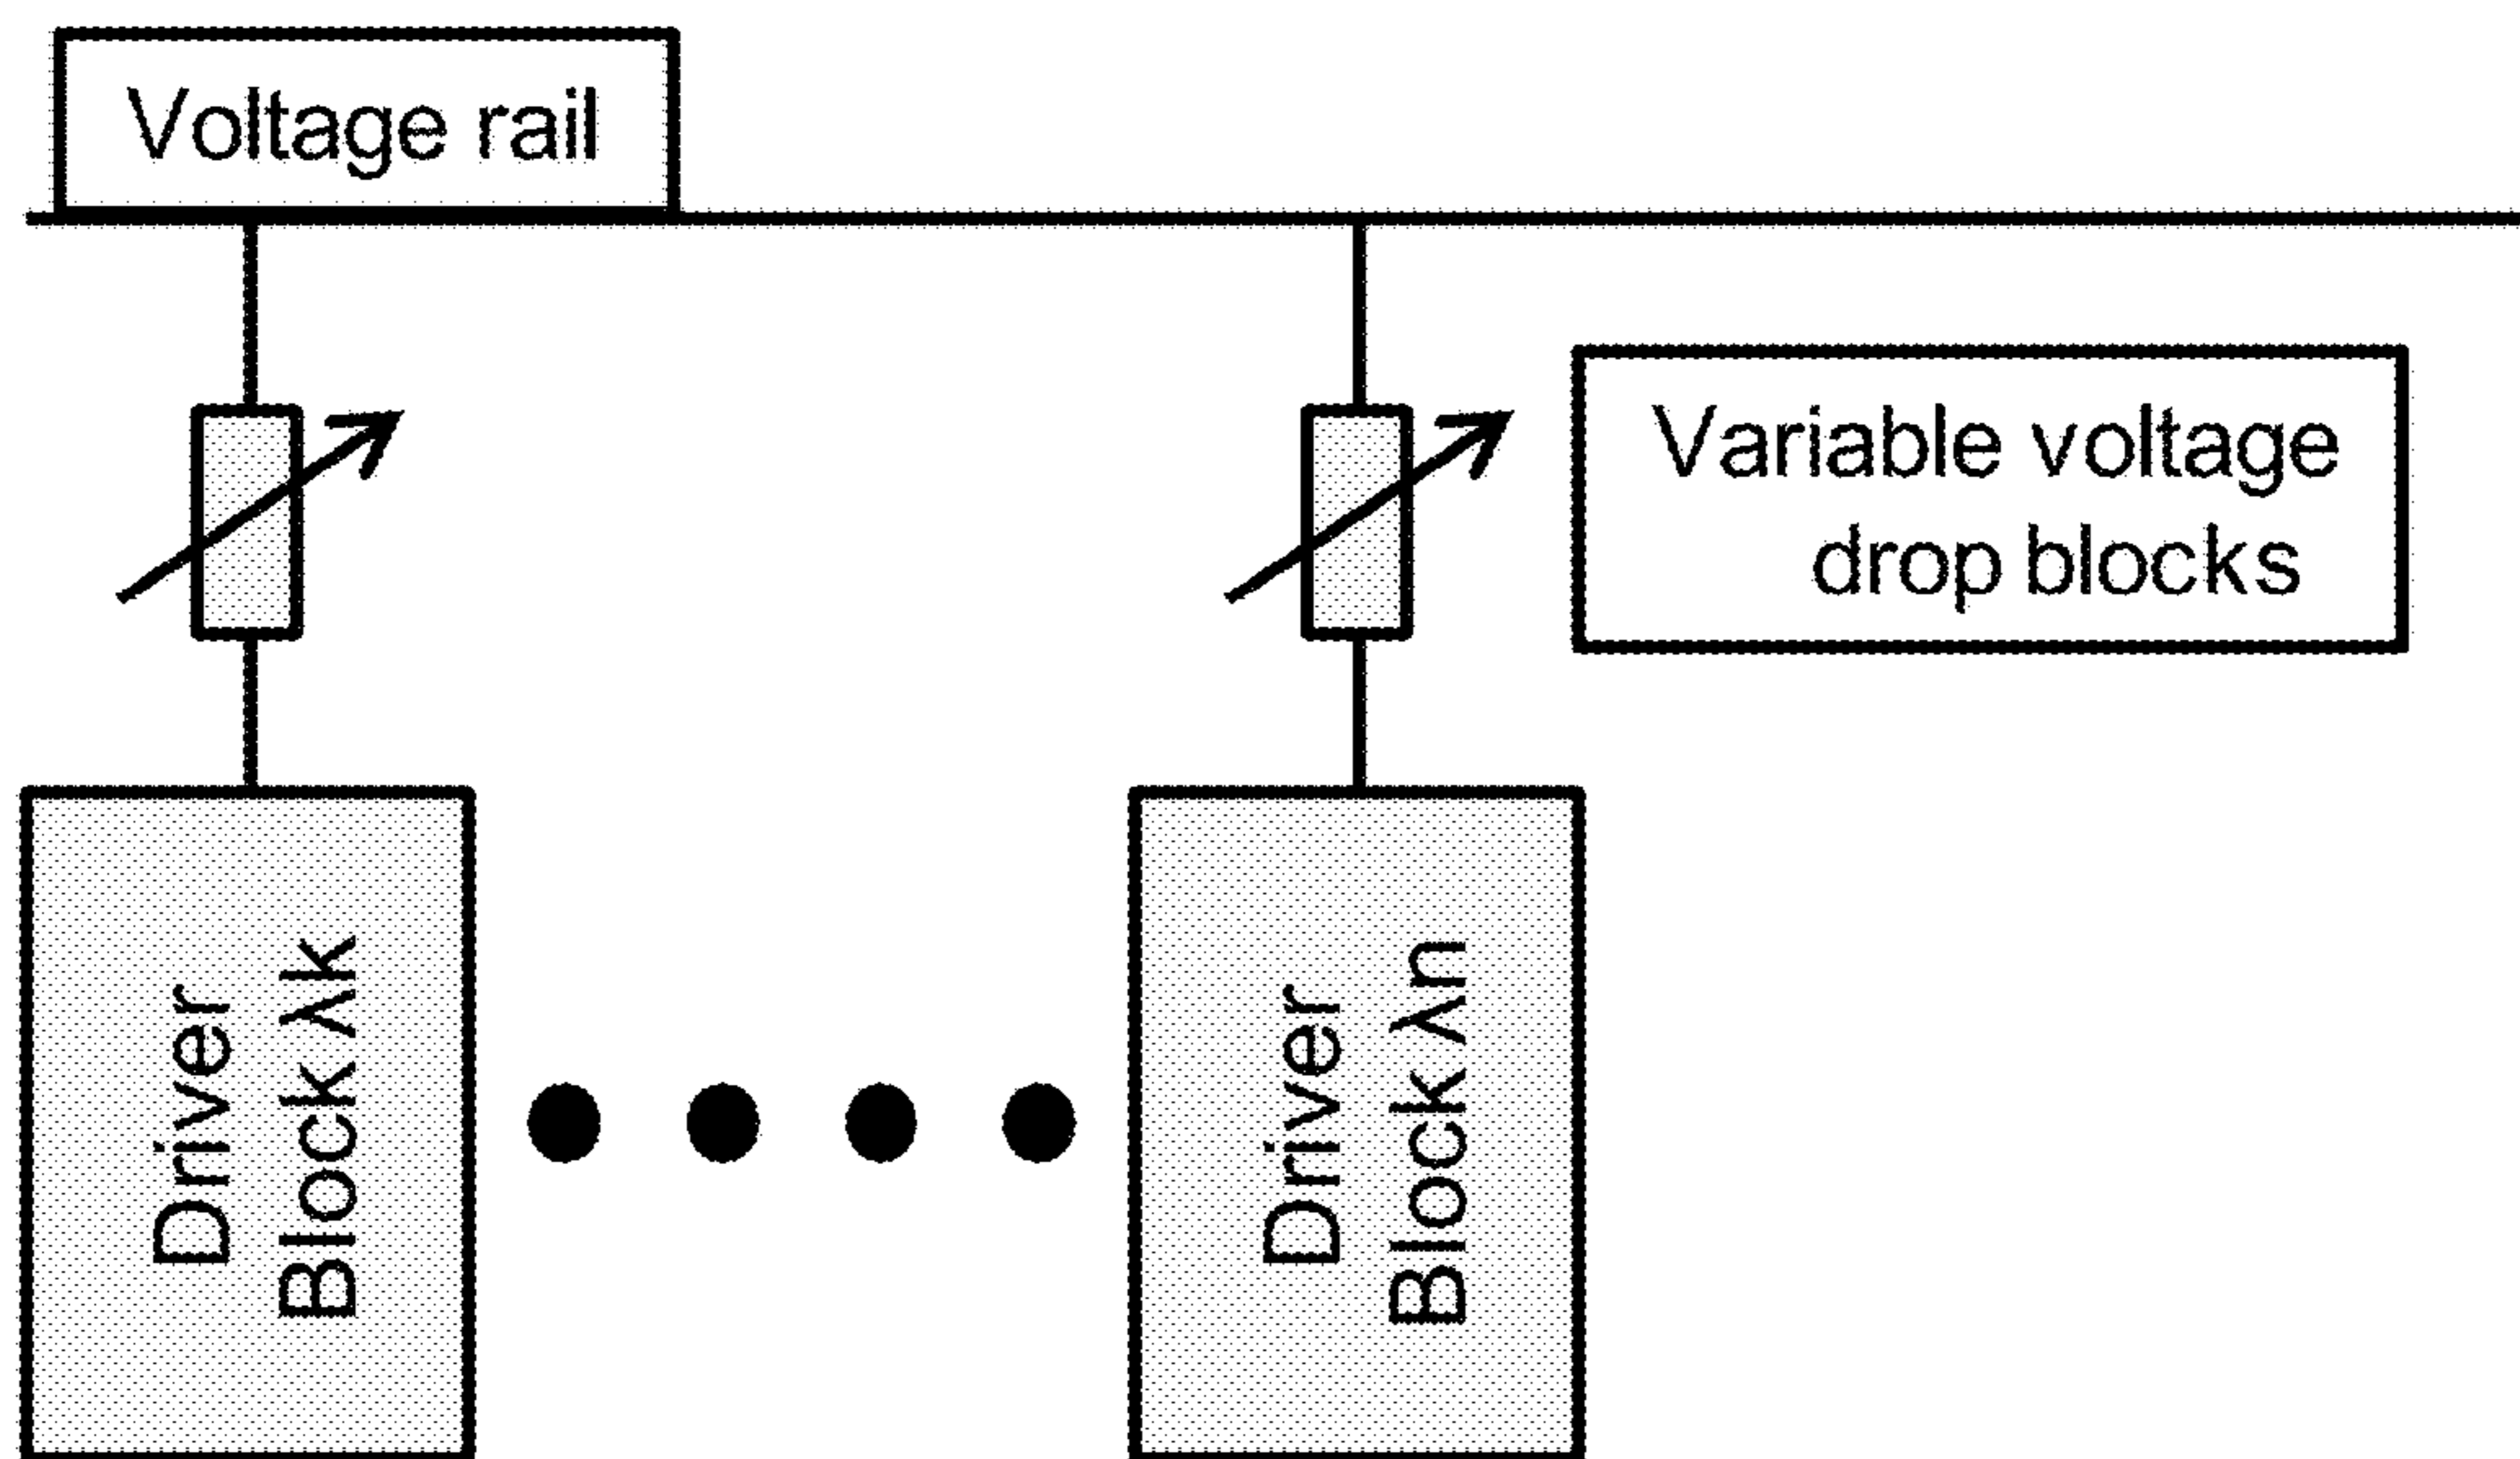 Voltage rail
Variable voltage
drop blocks
Driver
Block λk
Driver
Block λn